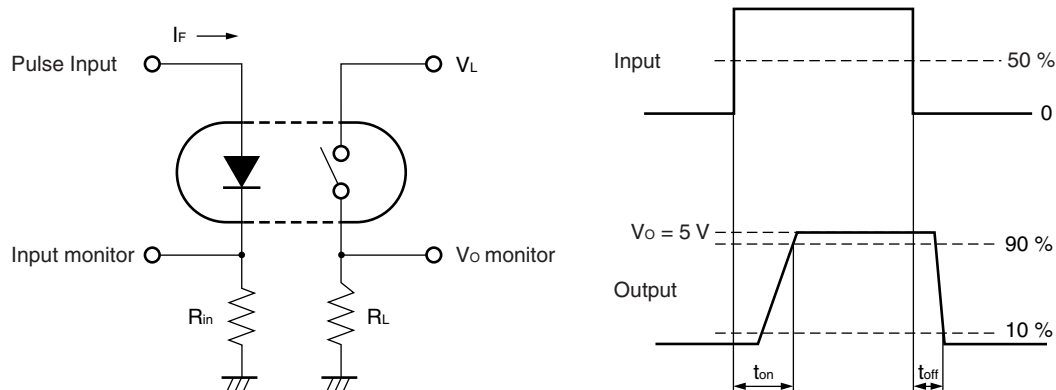 IF
Pulse Input
VL
Input monitor
VO monitor
Rin
RL
Input
50 %
0
VO = 5 V
90 %
Output
10 %
ton
toff